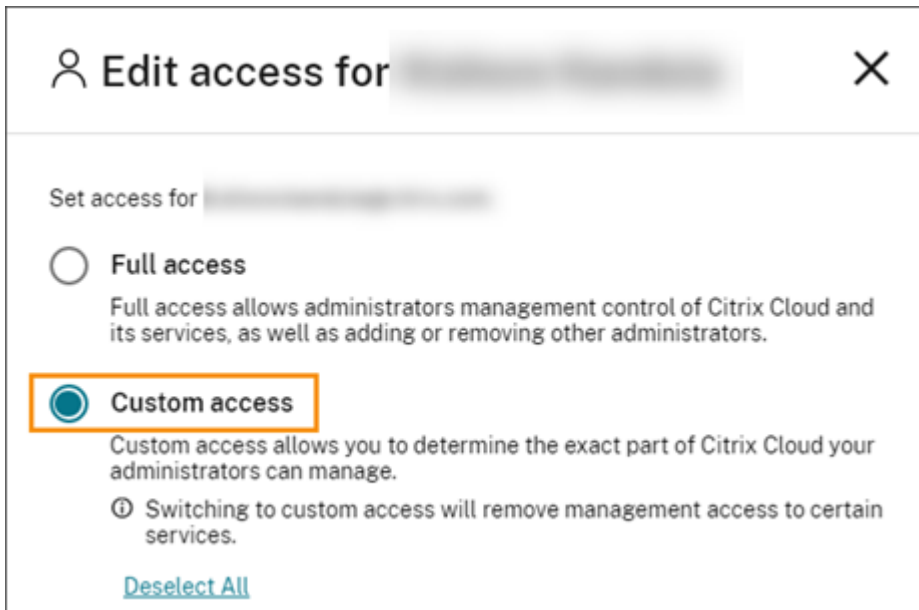 Edit access for
Set access for
Full access
Full access allows administrators management control of Citrix Cloud and
its services, as well as adding or removing other administrators.
Custom access
Custom access allows you to determine the exact part of Citrix Cloud your
administrators can manage.
Switching to custom access will remove management access to certain
services.
Deselect All